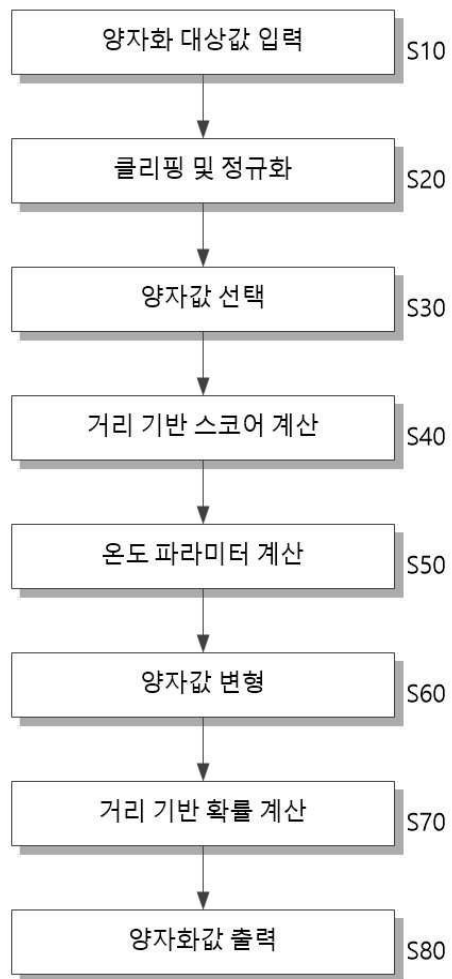 양자화 대상값 입력
S10
클리핑 및 정규화
S20
양자값 선택
S30
거리 기반 스코어 계산
S40
온도 파라미터 계산
S50
양자값 변형
S60
거리 기반 확률 계산
S70
양자화값 출력
S80